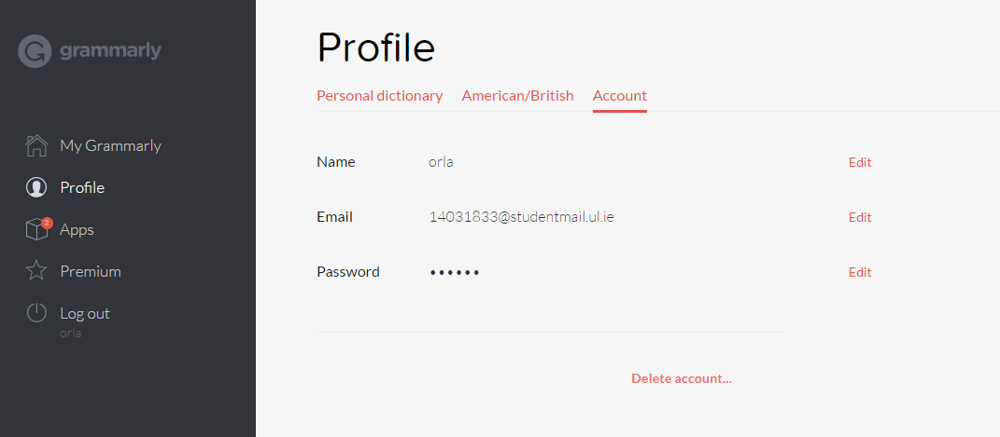 grammarly
My Grammarly
Profile
2
Apps
Premium
Log out
orla
Profile
Personal dictionary American/British Account
Name orla Edit
Email 14031833@studentmail.ul.ie Edit
Password •••••• Edit
Delete account...